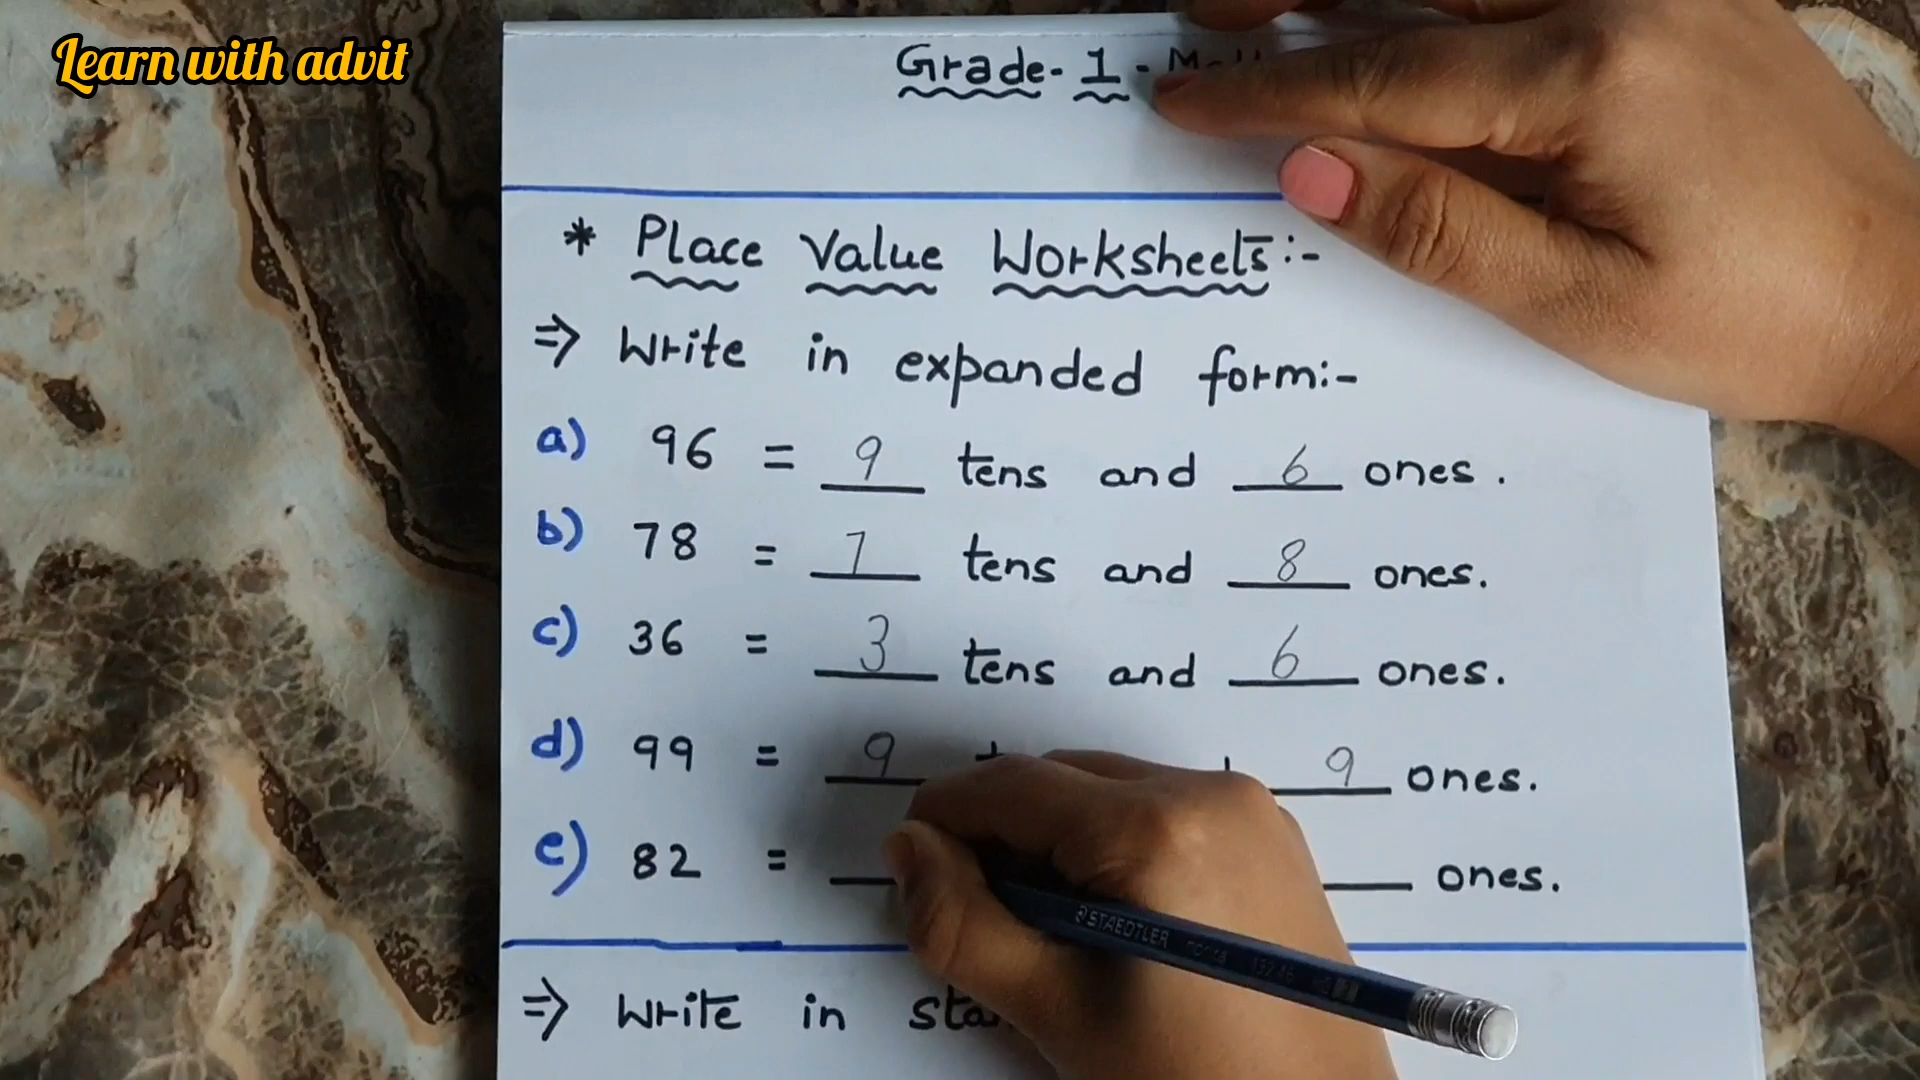 Learn with advit
Grade-1-
* Place Value Worksheets:-
⇒ Write in expanded form:-
a) 96 = 9 tens and 6 ones.
b) 78 = 7 tens and 8 ones.
c) 36 = 3 tens and 6 ones.
d) 99 = 9 9 ones.
e) 82 = ___ ___ ones.
⇒ Write in
STAEDTLER